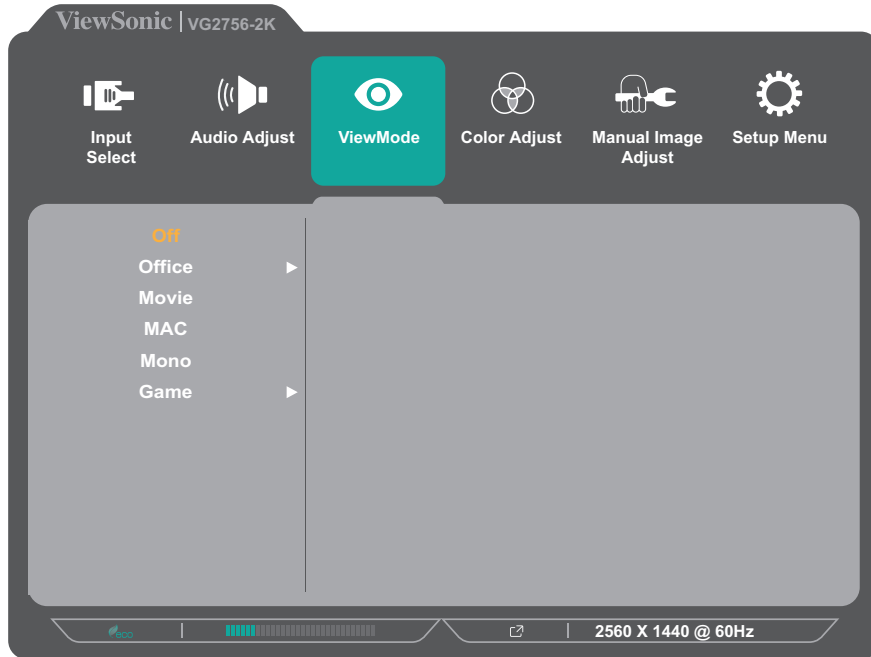 ViewSonic | VG2756-2K
Input
Select
Audio Adjust
ViewMode
Color Adjust
Manual Image
Adjust
Setup Menu
Off
Office
Movie
MAC
Mono
Game
eco
2560 X 1440 @ 60Hz